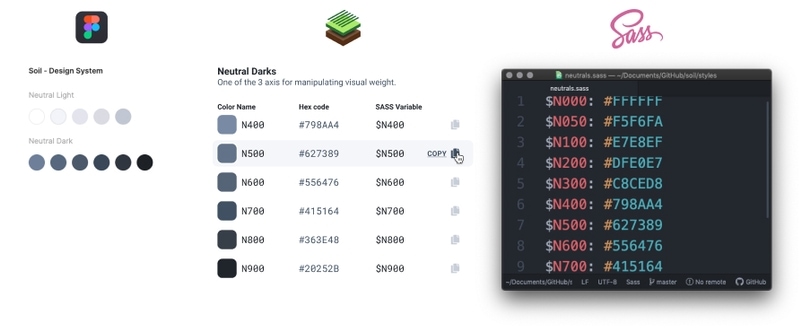 Soil - Design System
Neutral Light
Neutral Dark
Neutral Darks
One of the 3 axis for manipulating visual weight.
Color Name Hex code SASS Variable
N400 #798AA4 $N400
N500 #627389 $N500 COPY
N600 #556476 $N600
N700 #415164 $N700
N800 #363E48 $N800
N900 #20252B $N900
Sass
neutrals.sass — ~/Documents/GitHub/soil/styles
neutrals.sass
1 $N000: #FFFFFF
2 $N050: #F5F6FA
3 $N100: #E7E8EF
4 $N200: #DFE0E7
5 $N300: #C8CED8
6 $N400: #798AA4
7 $N500: #627389
8 $N600: #556476
9 $N700: #415164
~/Documents/GitHub/s LF UTF-8 Sass master No remote GitHub